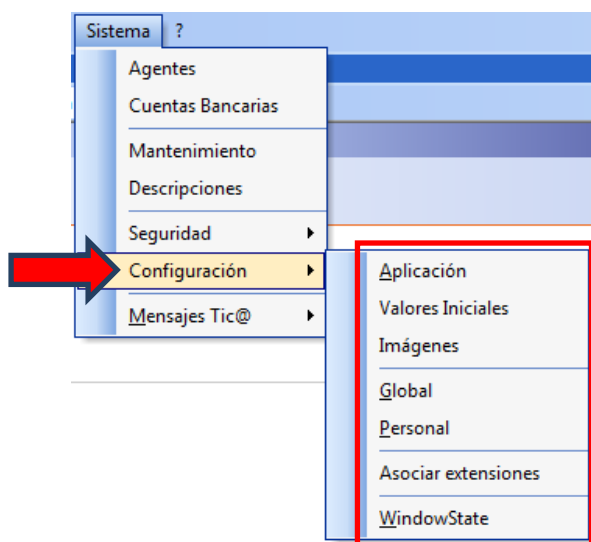 Sistema ?
Agentes
Cuentas Bancarias
Mantenimiento
Descripciones
Seguridad
Configuración
Mensajes Tic@
Aplicación
Valores Iniciales
Imágenes
Global
Personal
Asociar extensiones
WindowState